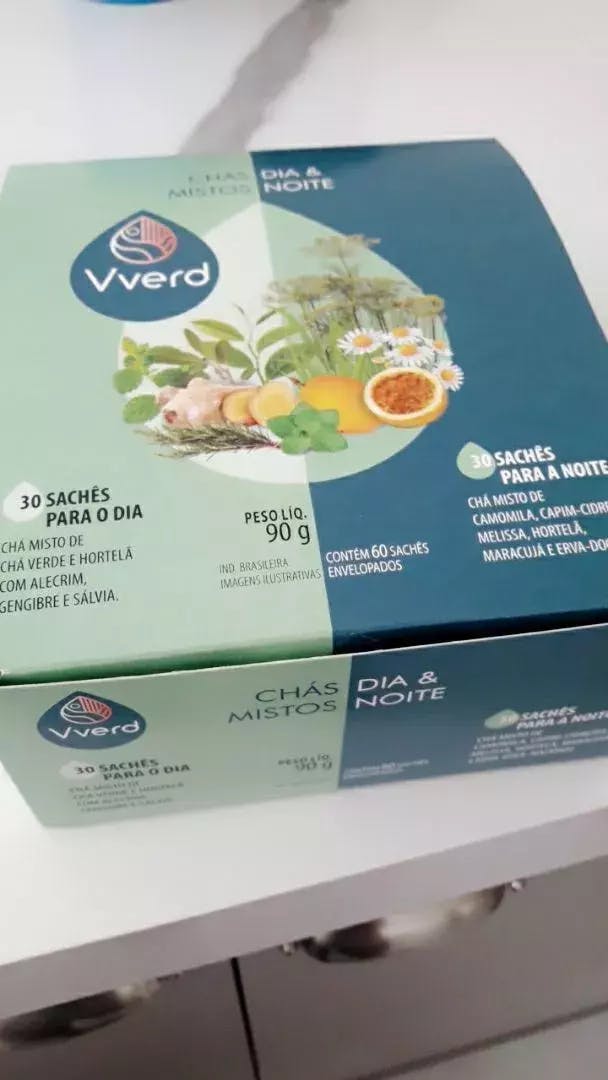 CHÁS DIA &
MISTOS NOITE
Vverd
30 SACHÊS
PARA O DIA
CHÁ MISTO DE
CHÁ VERDE E HORTELÃ
COM ALECRIM,
GENGIBRE E SÁLVIA.
PESO LÍQ.
90 g
IND. BRASILEIRA
IMAGENS ILUSTRATIVAS
CONTÉM 60 SACHÊS
ENVELOPADOS
30 SACHÊS
PARA A NOITE
CHÁ MISTO DE
CAMOMILA, CAPIM-CIDRE
MELISSA, HORTELÃ,
MARACUJÁ E ERVA-DO
CHÁS DIA &
MISTOS NOITE
Vverd
30 SACHÊS
PARA O DIA
PESO LÍQ.
90 g
30 SACHÊS
PARA A NOITE